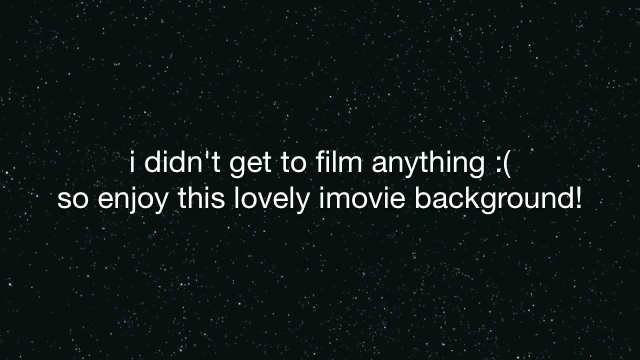 i didn't get to film anything :(
so enjoy this lovely imovie background!